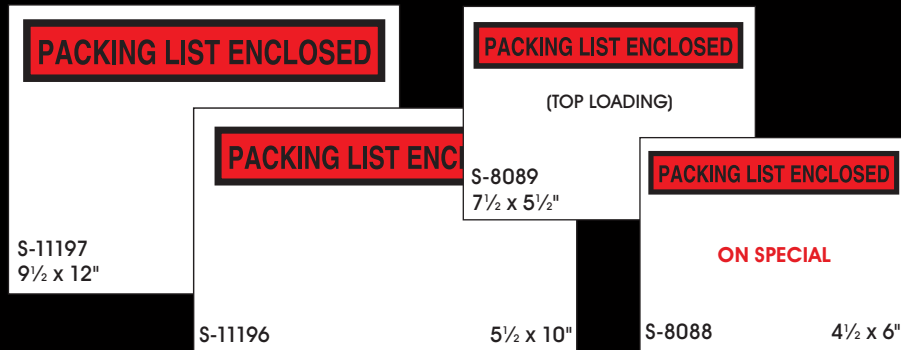 PACKING LIST ENCLOSED
S-11197
9½ x 12"
PACKING LIST ENCL
S-11196 5½ x 10"
PACKING LIST ENCLOSED
(TOP LOADING)
S-8089
7½ x 5½"
PACKING LIST ENCLOSED
ON SPECIAL
S-8088 4½ x 6"